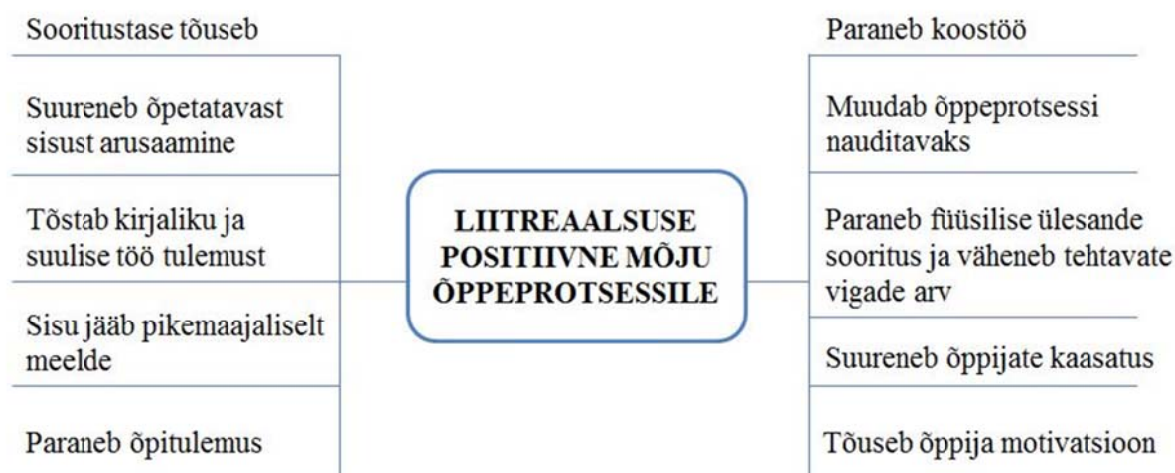 Sooritustase tõuseb
Suureneb õpetatavast
sisust arusaamine
Tõstab kirjaliku ja
suulise töö tulemust
Sisu jääb pikemaajaliselt
meelde
Paraneb õpitulemus
LIITREAALSUSE
POSITIIVNE MÕJU
ÕPPEPROTSESSILE
Paraneb koostöö
Muudab õppeprotsessi
nauditavaks
Paraneb füüsilise ülesande
sooritus ja väheneb tehtavate
vigade arv
Suureneb õppijate kaasatus
Tõuseb õppija motivatsioon